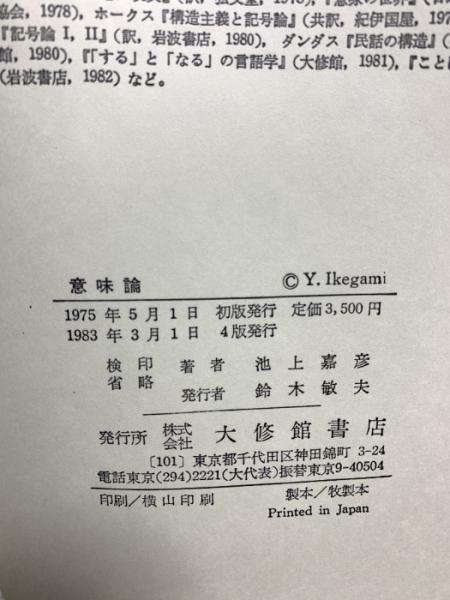 協会, 1978), ホークス『構造主義と記号論』(共訳, 紀伊国屋, 197
『記号論 I, II』(訳, 岩波書店, 1980), ダンダス『民話の構造』(
館, 1980), 『「する」と「なる」の言語学』(大修館, 1981), 『ことば
(岩波書店, 1982) など。
意味論 © Y. Ikegami
1975 年 5 月 1 日 初版発行 定価3,500円
1983 年 3 月 1 日 4版発行
検印省略
著者 池上嘉彦
発行者 鈴木敏夫
発行所 株式会社 大修館書店
〔101〕東京都千代田区神田錦町 3-24
電話東京(294)2221(大代表)振替東京9-40504
印刷/横山印刷 製本/牧製本
Printed in Japan